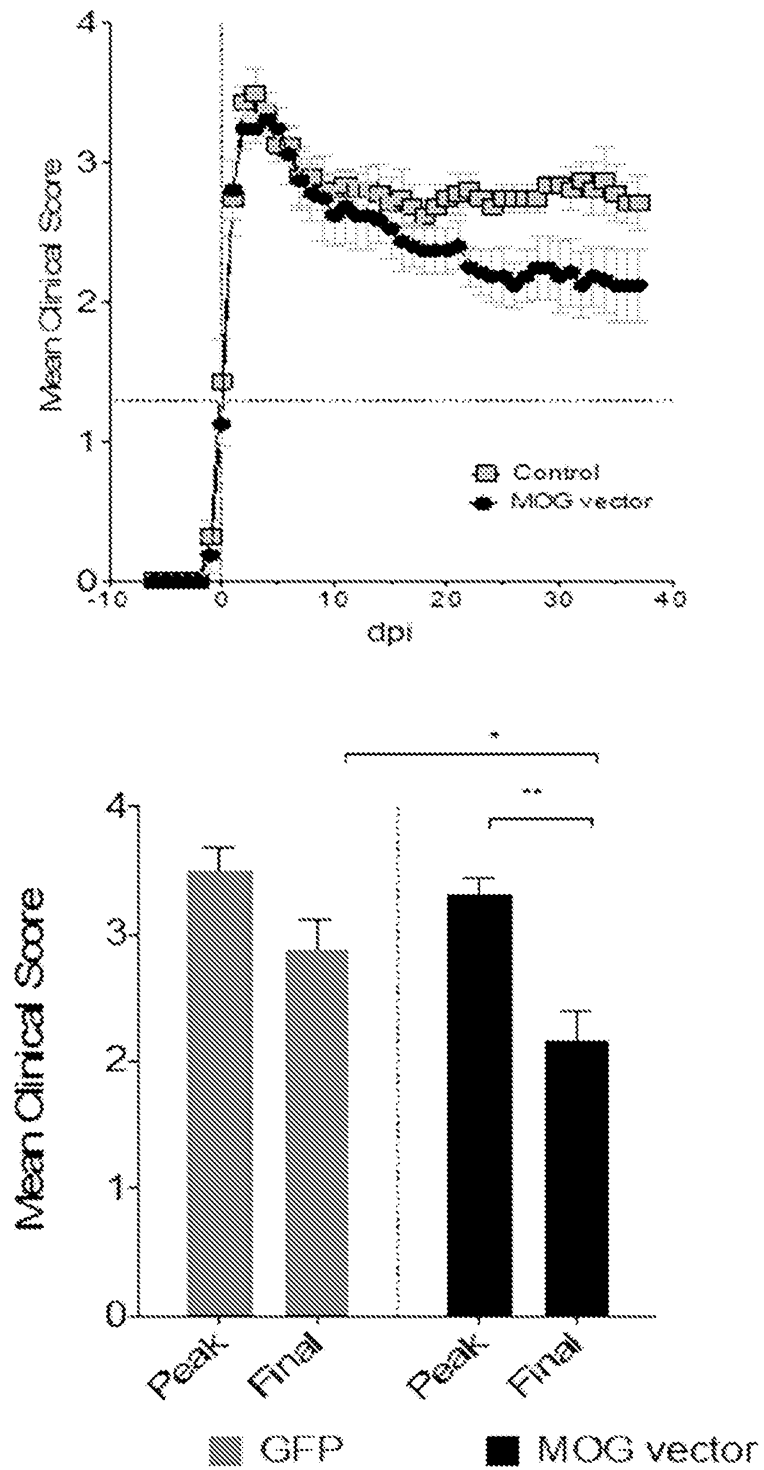 4
3
2
1
0
Mean Clinical Score
Control
MOG vector
-10 0 10 20 30 40
dpi
*
**
4
3
2
1
0
Mean Clinical Score
Peak Final Peak Final
GFP MOG vector